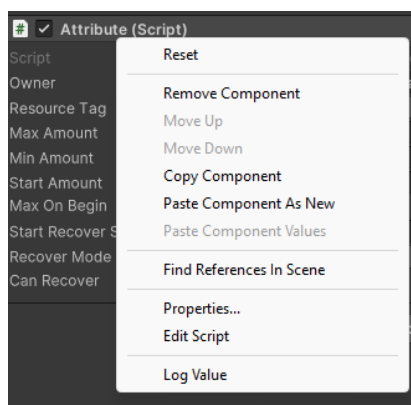 # Attribute (Script)
Script
Owner
Resource Tag
Max Amount
Min Amount
Start Amount
Max On Begin
Start Recover S
Recover Mode
Can Recover
Reset
Remove Component
Move Up
Move Down
Copy Component
Paste Component As New
Paste Component Values
Find References In Scene
Properties...
Edit Script
Log Value